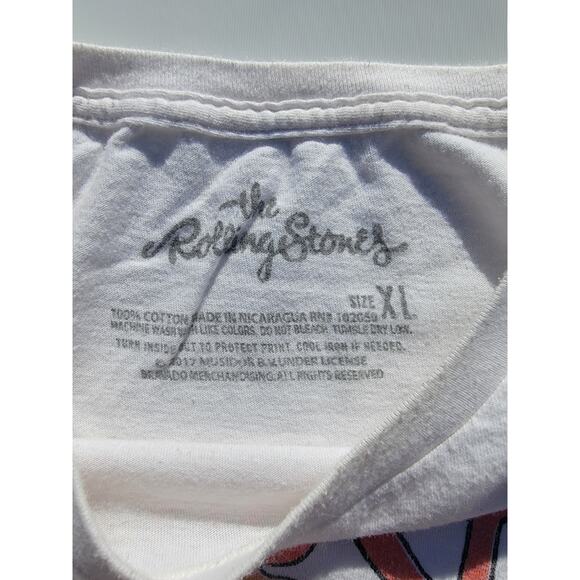 the
Rolling Stones
SIZE XL
100% COTTON MADE IN NICARAGUA RN# 102050
MACHINE WASH WITH LIKE COLORS. DO NOT BLEACH. TUMBLE DRY LOW.
TURN INSIDE OUT TO PROTECT PRINT. COOL IRON IF NEEDED.
© 2017 MUSIDOR B.V. UNDER LICENSE
BRAVADO MERCHANDISING. ALL RIGHTS RESERVED